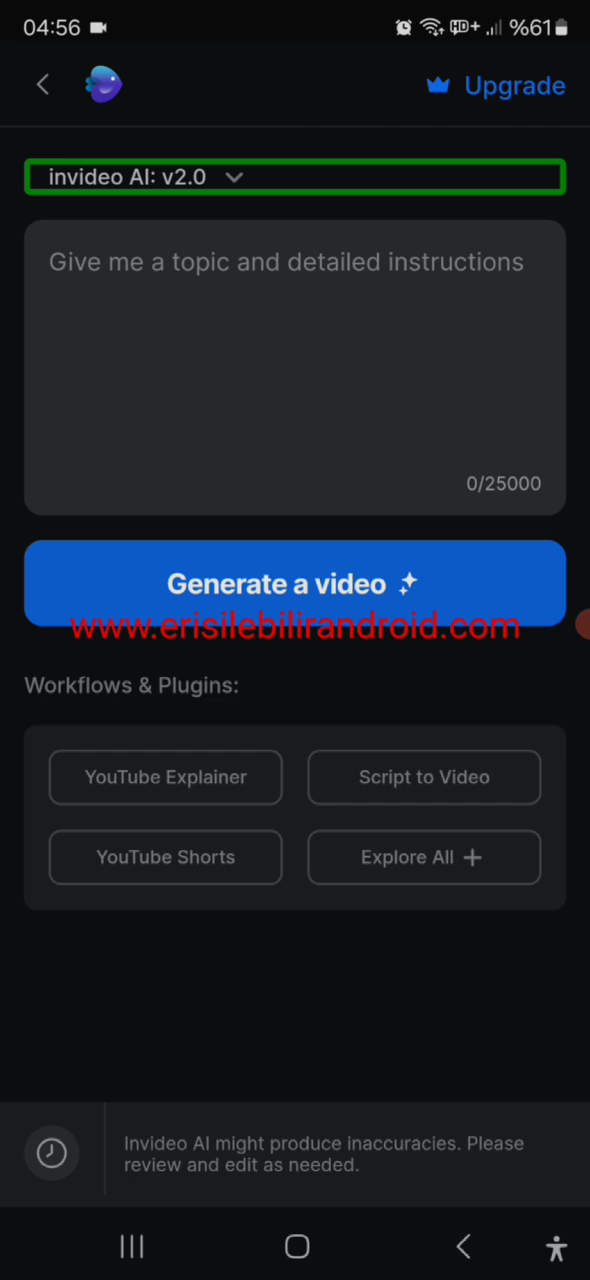 04:56 HD+ %61
Upgrade
invideo AI: v2.0
Give me a topic and detailed instructions
0/25000
Generate a video
www.erisilebilirandroid.com
Workflows & Plugins:
YouTube Explainer
Script to Video
YouTube Shorts
Explore All +
Invideo AI might produce inaccuracies. Please
review and edit as needed.